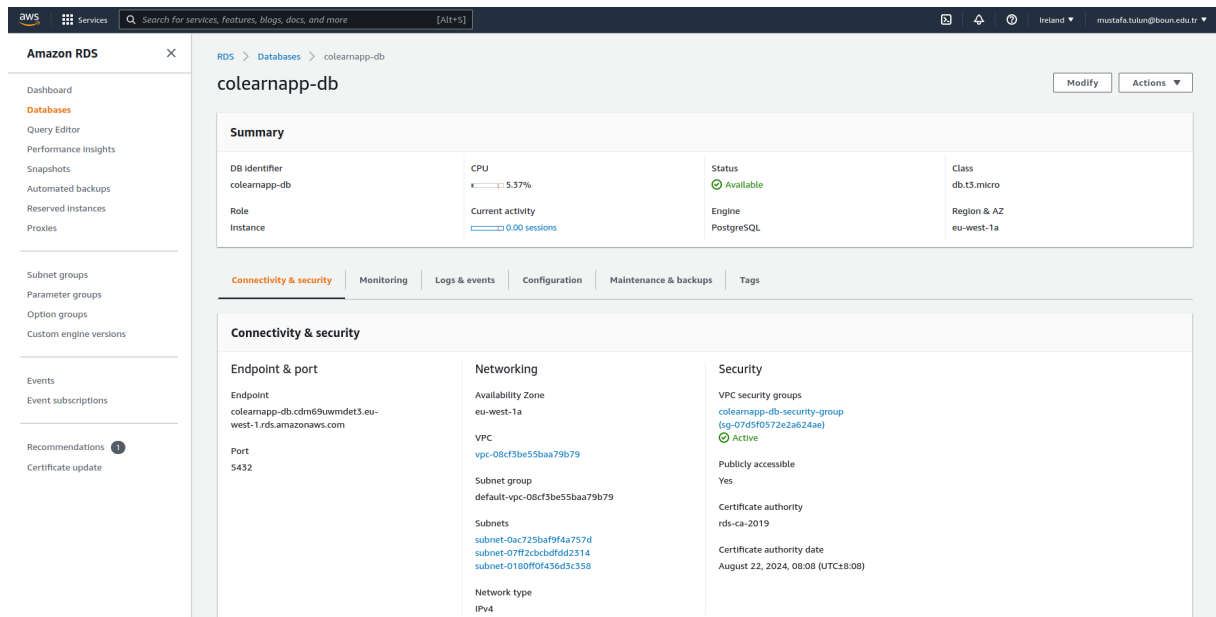 aws Services Search for services, features, blogs, docs, and more [Alt+S] Ireland ▼ mustafa.tulun@boun.edu.tr ▼
Amazon RDS
Dashboard
Databases
Query Editor
Performance insights
Snapshots
Automated backups
Reserved instances
Proxies
Subnet groups
Parameter groups
Option groups
Custom engine versions
Events
Event subscriptions
Recommendations 1
Certificate update
RDS > Databases > colearnapp-db
colearnapp-db
Modify Actions ▼
Summary
DB identifier CPU Status Class
colearnapp-db 5.37% Available db.t3.micro
Role Current activity Engine Region & AZ
Instance 0.00 sessions PostgreSQL eu-west-1a
Connectivity & security Monitoring Logs & events Configuration Maintenance & backups Tags
Connectivity & security
Endpoint & port
Endpoint
colearnapp-db.cdm69uwmdet3.eu-
west-1.rds.amazonaws.com
Port
5432
Networking
Availability Zone
eu-west-1a
VPC
vpc-08cf3be55baa79b79
Subnet group
default-vpc-08cf3be55baa79b79
Subnets
subnet-0ac725baf9f4a757d
subnet-07ff2cbcbdfdd2314
subnet-0180ff0f436d3c358
Network type
IPv4
Security
VPC security groups
colearnapp-db-security-group
(sg-07d5f0572e2a624ae)
Active
Publicly accessible
Yes
Certificate authority
rds-ca-2019
Certificate authority date
August 22, 2024, 08:08 (UTC±8:08)